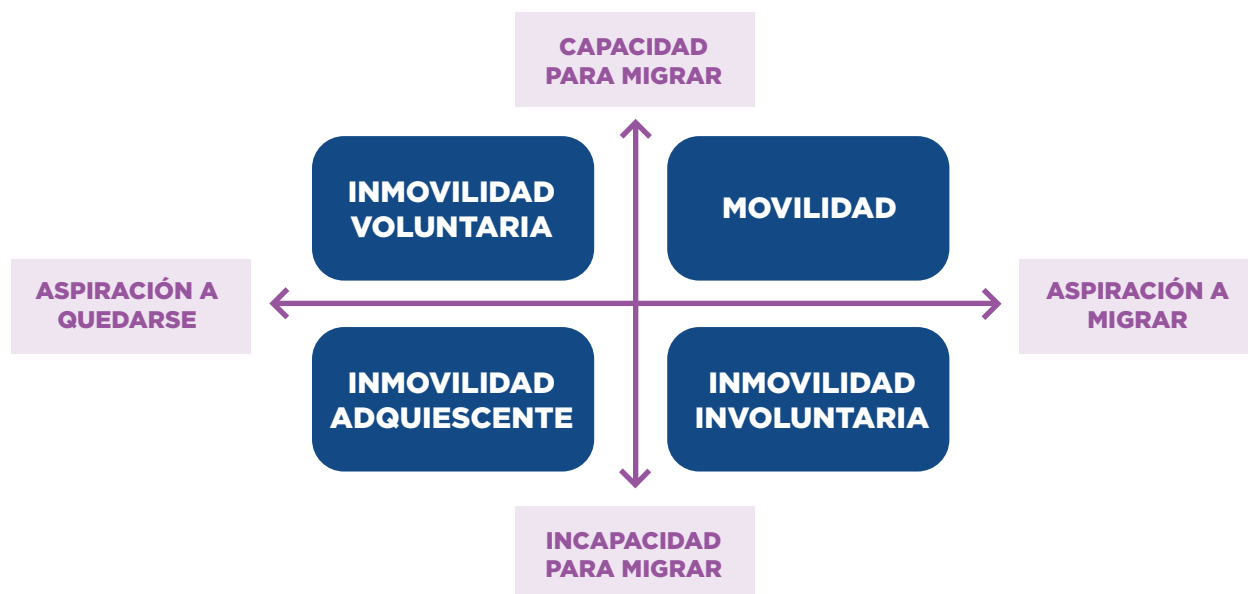 CAPACIDAD
PARA MIGRAR
INMOVILIDAD
VOLUNTARIA
MOVILIDAD
ASPIRACIÓN A
QUEDARSE
ASPIRACIÓN A
MIGRAR
INMOVILIDAD
ADQUIESCENTE
INMOVILIDAD
INVOLUNTARIA
INCAPACIDAD
PARA MIGRAR